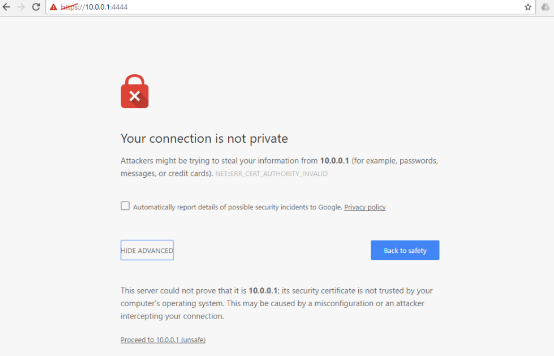 https://10.0.0.1:4444
Your connection is not private
Attackers might be trying to steal your information from 10.0.0.1 (for example, passwords,
messages, or credit cards). NET::ERR_CERT_AUTHORITY_INVALID
Automatically report details of possible security incidents to Google. Privacy policy
HIDE ADVANCED
Back to safety
This server could not prove that it is 10.0.0.1; its security certificate is not trusted by your
computer's operating system. This may be caused by a misconfiguration or an attacker
intercepting your connection.
Proceed to 10.0.0.1 (unsafe)